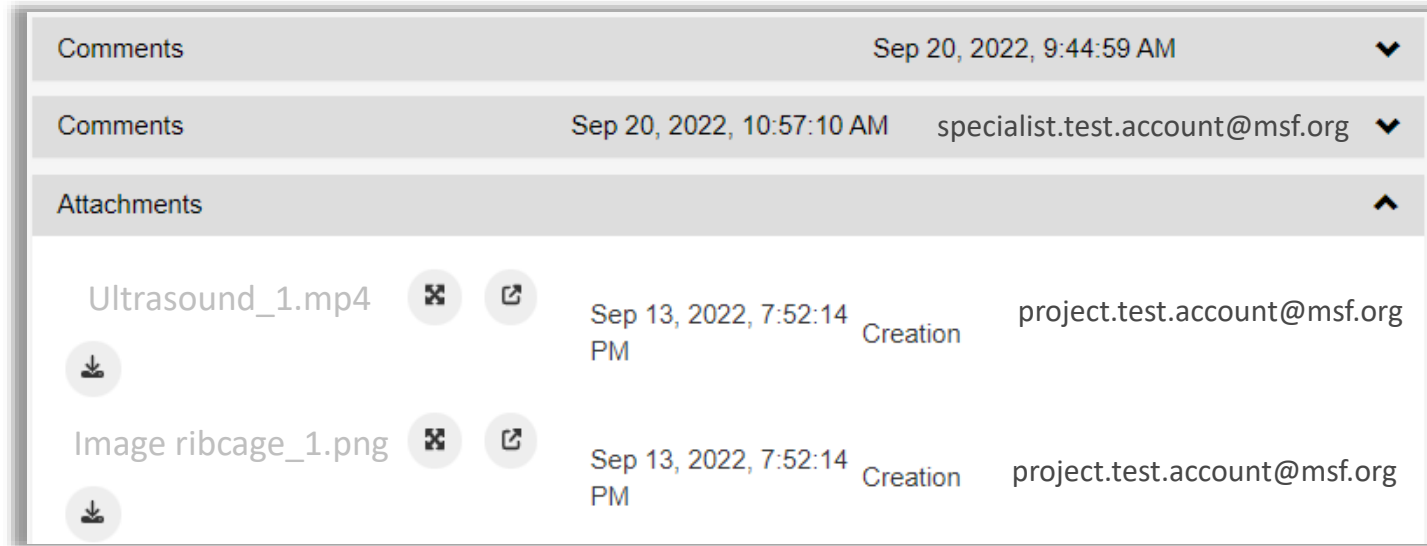 Comments Sep 20, 2022, 9:44:59 AM
Comments Sep 20, 2022, 10:57:10 AM specialist.test.account@msf.org
Attachments
Ultrasound_1.mp4 Sep 13, 2022, 7:52:14 PM Creation project.test.account@msf.org
Image ribcage_1.png Sep 13, 2022, 7:52:14 PM Creation project.test.account@msf.org